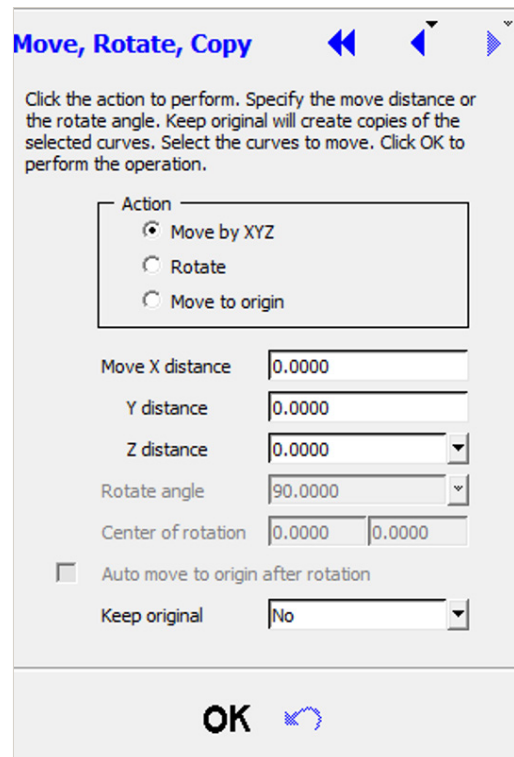 Move, Rotate, Copy
Click the action to perform. Specify the move distance or
the rotate angle. Keep original will create copies of the
selected curves. Select the curves to move. Click OK to
perform the operation.
Action
Move by XYZ
Rotate
Move to origin
Move X distance 0.0000
Y distance 0.0000
Z distance 0.0000
Rotate angle 90.0000
Center of rotation 0.0000 0.0000
Auto move to origin after rotation
Keep original No
OK